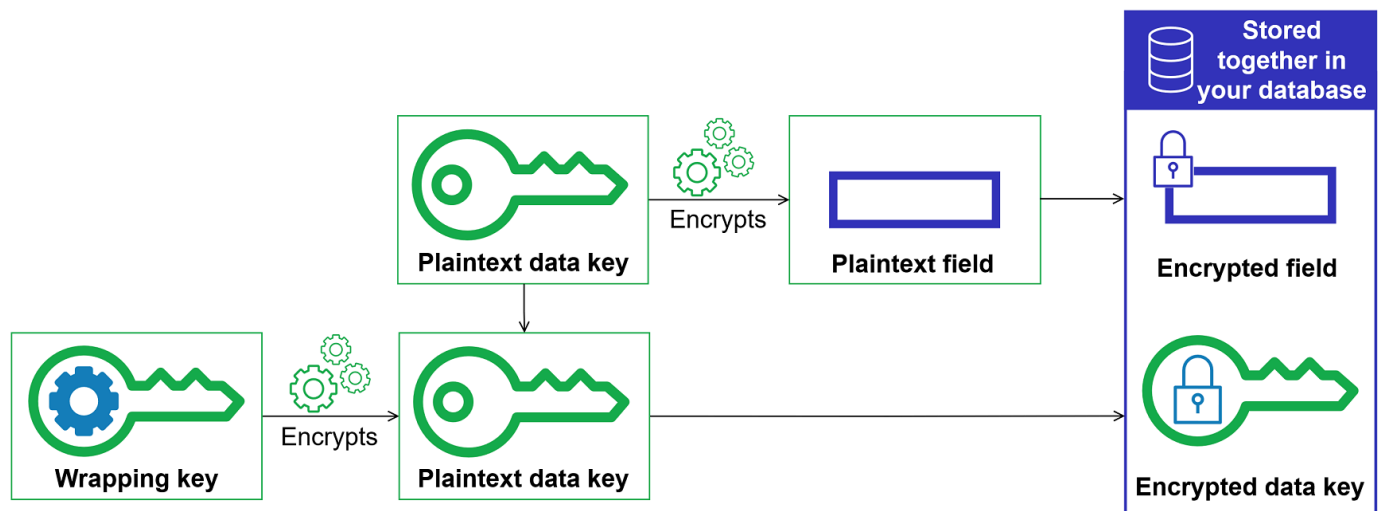 Stored
together in
your database
Encrypts
Plaintext data key
Plaintext field
Encrypted field
Encrypts
Wrapping key
Plaintext data key
Encrypted data key